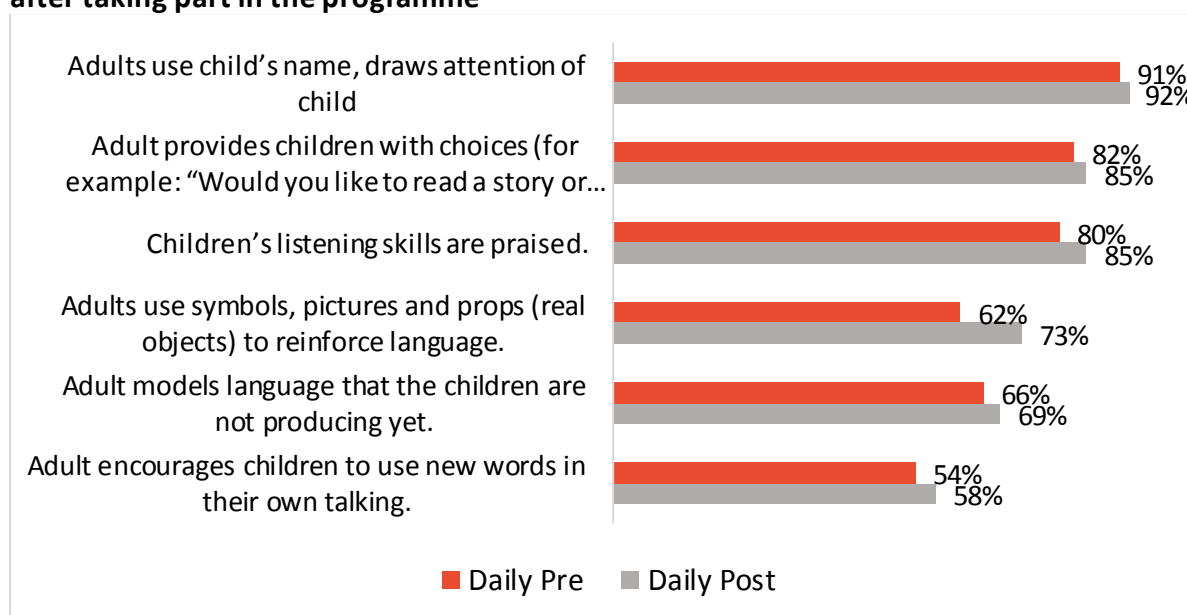 after taking part in the programme
Adults use child’s name, draws attention of
child
91%
92%
Adult provides children with choices (for
example: “Would you like to read a story or...
82%
85%
Children’s listening skills are praised.
80%
85%
Adults use symbols, pictures and props (real
objects) to reinforce language.
62%
73%
Adult models language that the children are
not producing yet.
66%
69%
Adult encourages children to use new words in
their own talking.
54%
58%
Daily Pre
Daily Post